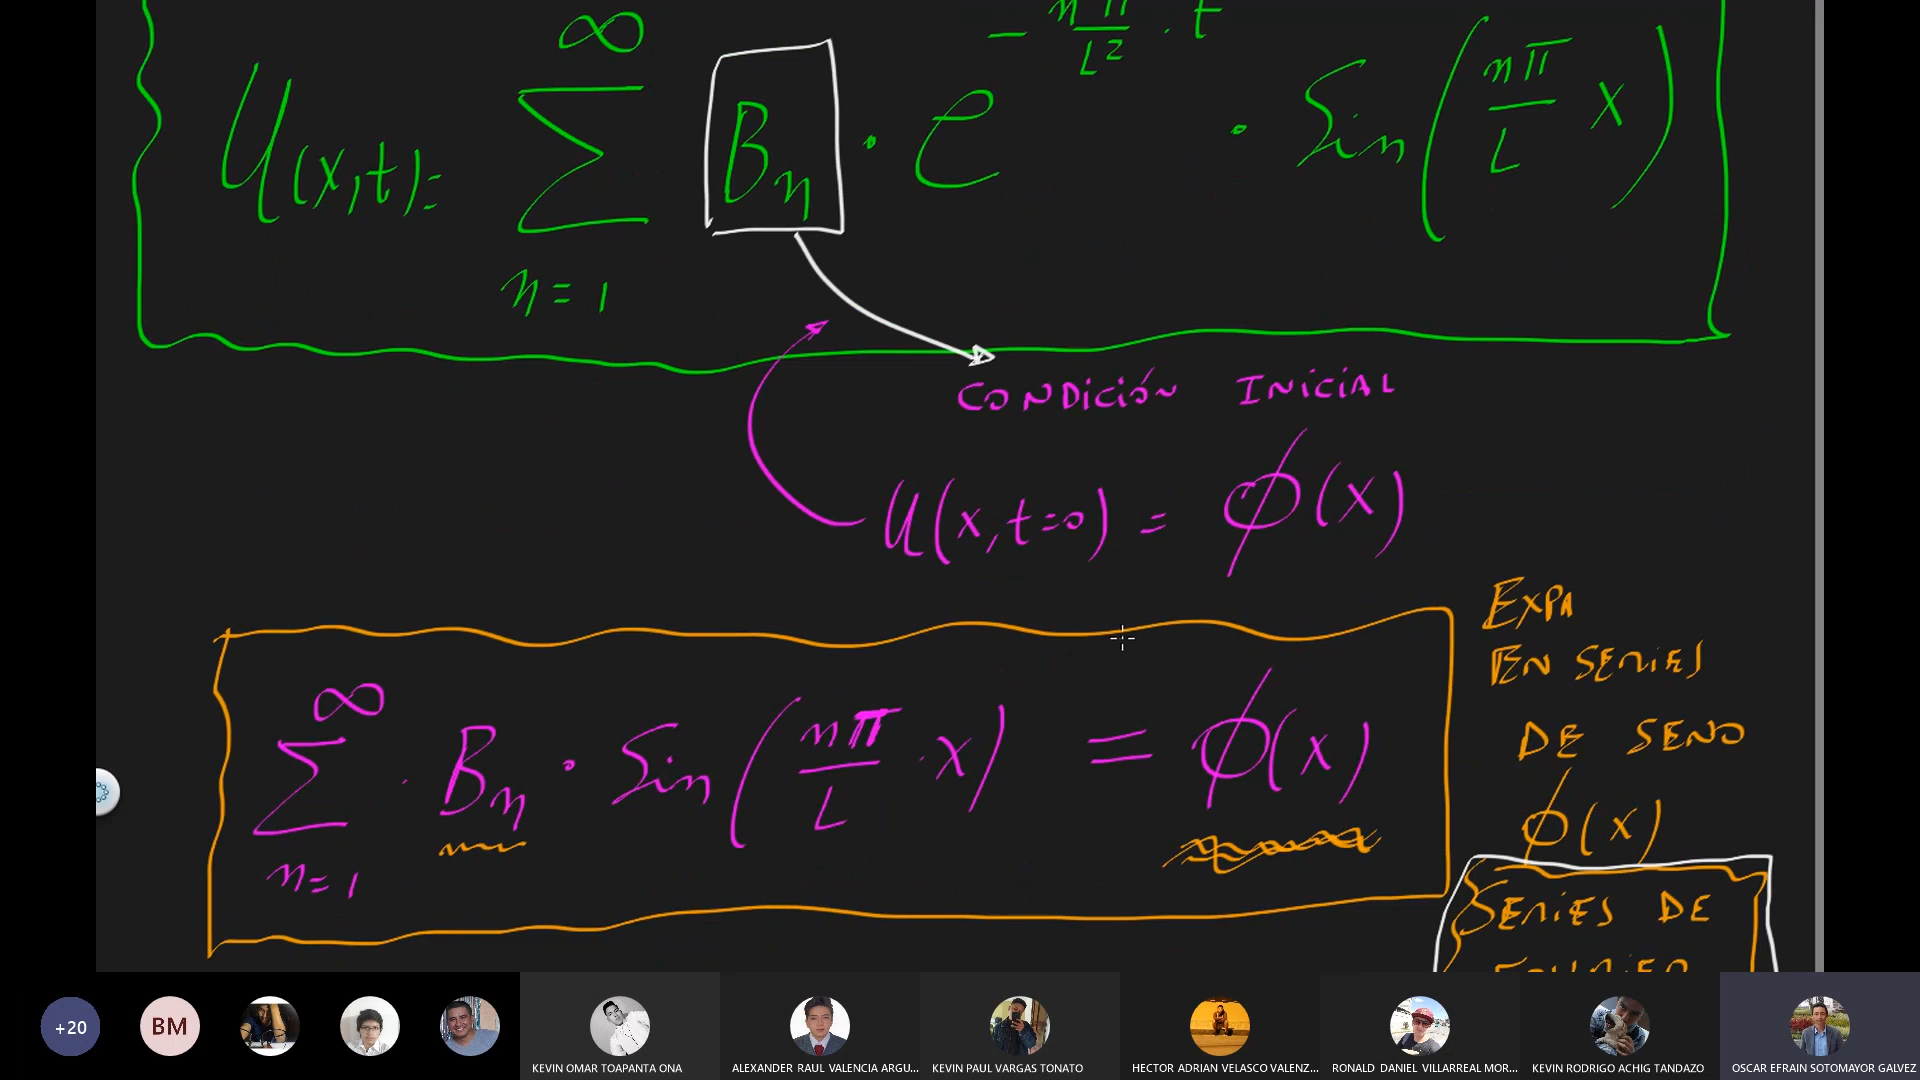 ∞
− nπ/L² · t
U(x,t)= ∑ Bn · e · Sin(nπ/L x)
n=1
CONDICIÓN INICIAL
U(x,t=0) = ϕ(x)
EXPA
EN SERIES
DE SENO
ϕ(x)
∞
∑ · Bn · Sin(nπ/L · x) = ϕ(x)
n=1
SERIES DE
FOURIER
+20
BM
KEVIN OMAR TOAPANTA ONA
ALEXANDER RAUL VALENCIA ARGU...
KEVIN PAUL VARGAS TONATO
HECTOR ADRIAN VELASCO VALENZ...
RONALD DANIEL VILLARREAL MOR...
KEVIN RODRIGO ACHIG TANDAZO
OSCAR EFRAIN SOTOMAYOR GALVEZ